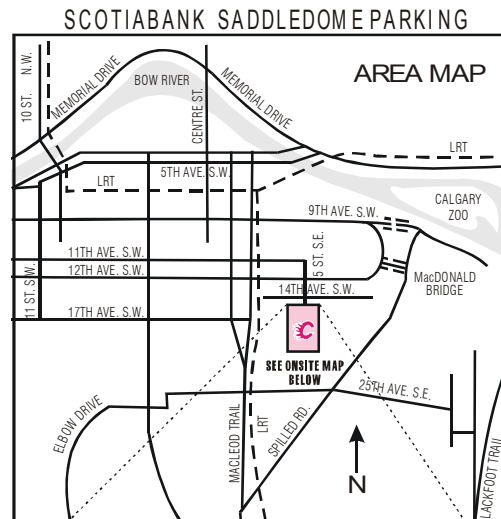 SCOTIABANK SADDLEDOME PARKING
AREA MAP
10 ST. N.W.
MEMORIAL DRIVE
BOW RIVER
CENTRE ST.
MEMORIAL DRIVE
LRT
LRT
5TH AVE. S.W.
CALGARY
ZOO
9TH AVE. S.W.
11TH AVE. S.W.
12TH AVE. S.W.
5 ST. S.E.
14TH AVE. S.W.
MacDONALD
BRIDGE
11 ST. S.W.
17TH AVE. S.W.
C
SEE ONSITE MAP
BELOW
25TH AVE. S.E.
ELBOW DRIVE
MACLEOD TRAIL
LRT
SPILLED RD.
N
LACKFOOT TRAIL